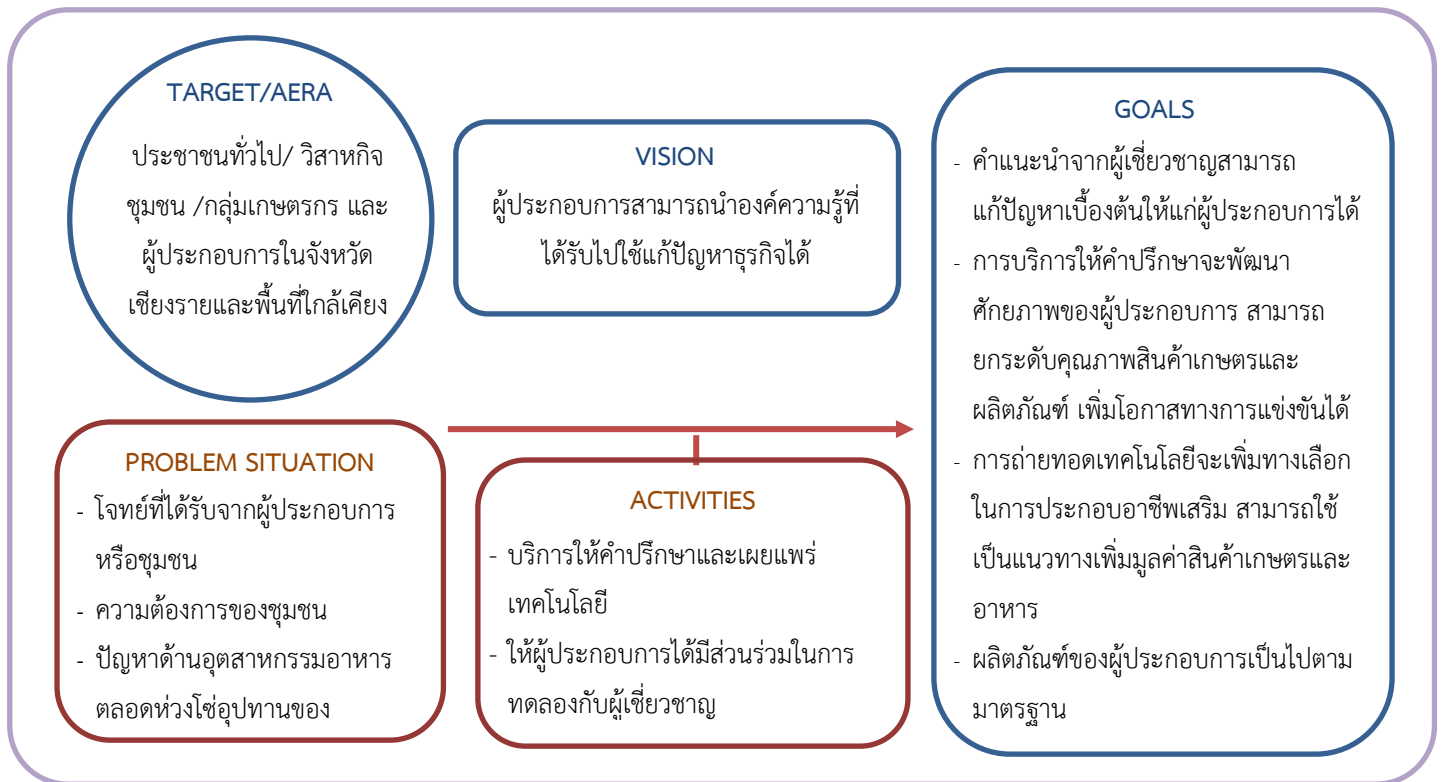 TARGET/AERA
ประชาชนทั่วไป/ วิสาหกิจ
ชุมชน /กลุ่มเกษตรกร และ
ผู้ประกอบการในจังหวัด
เชียงรายและพื้นที่ใกล้เคียง
VISION
ผู้ประกอบการสามารถนำองค์ความรู้ที่
ได้รับไปใช้แก้ปัญหาธุรกิจได้
PROBLEM SITUATION
- โจทย์ที่ได้รับจากผู้ประกอบการ
หรือชุมชน
- ความต้องการของชุมชน
- ปัญหาด้านอุตสาหกรรมอาหาร
ตลอดห่วงโซ่อุปทานของ
ACTIVITIES
- บริการให้คำปรึกษาและเผยแพร่
เทคโนโลยี
- ให้ผู้ประกอบการได้มีส่วนร่วมในการ
ทดลองกับผู้เชี่ยวชาญ
GOALS
- คำแนะนำจากผู้เชี่ยวชาญสามารถ
แก้ปัญหาเบื้องต้นให้แก่ผู้ประกอบการได้
- การบริการให้คำปรึกษาจะพัฒนา
ศักยภาพของผู้ประกอบการ สามารถ
ยกระดับคุณภาพสินค้าเกษตรและ
ผลิตภัณฑ์ เพิ่มโอกาสทางการแข่งขันได้
- การถ่ายทอดเทคโนโลยีจะเพิ่มทางเลือก
ในการประกอบอาชีพเสริม สามารถใช้
เป็นแนวทางเพิ่มมูลค่าสินค้าเกษตรและ
อาหาร
- ผลิตภัณฑ์ของผู้ประกอบการเป็นไปตาม
มาตรฐาน